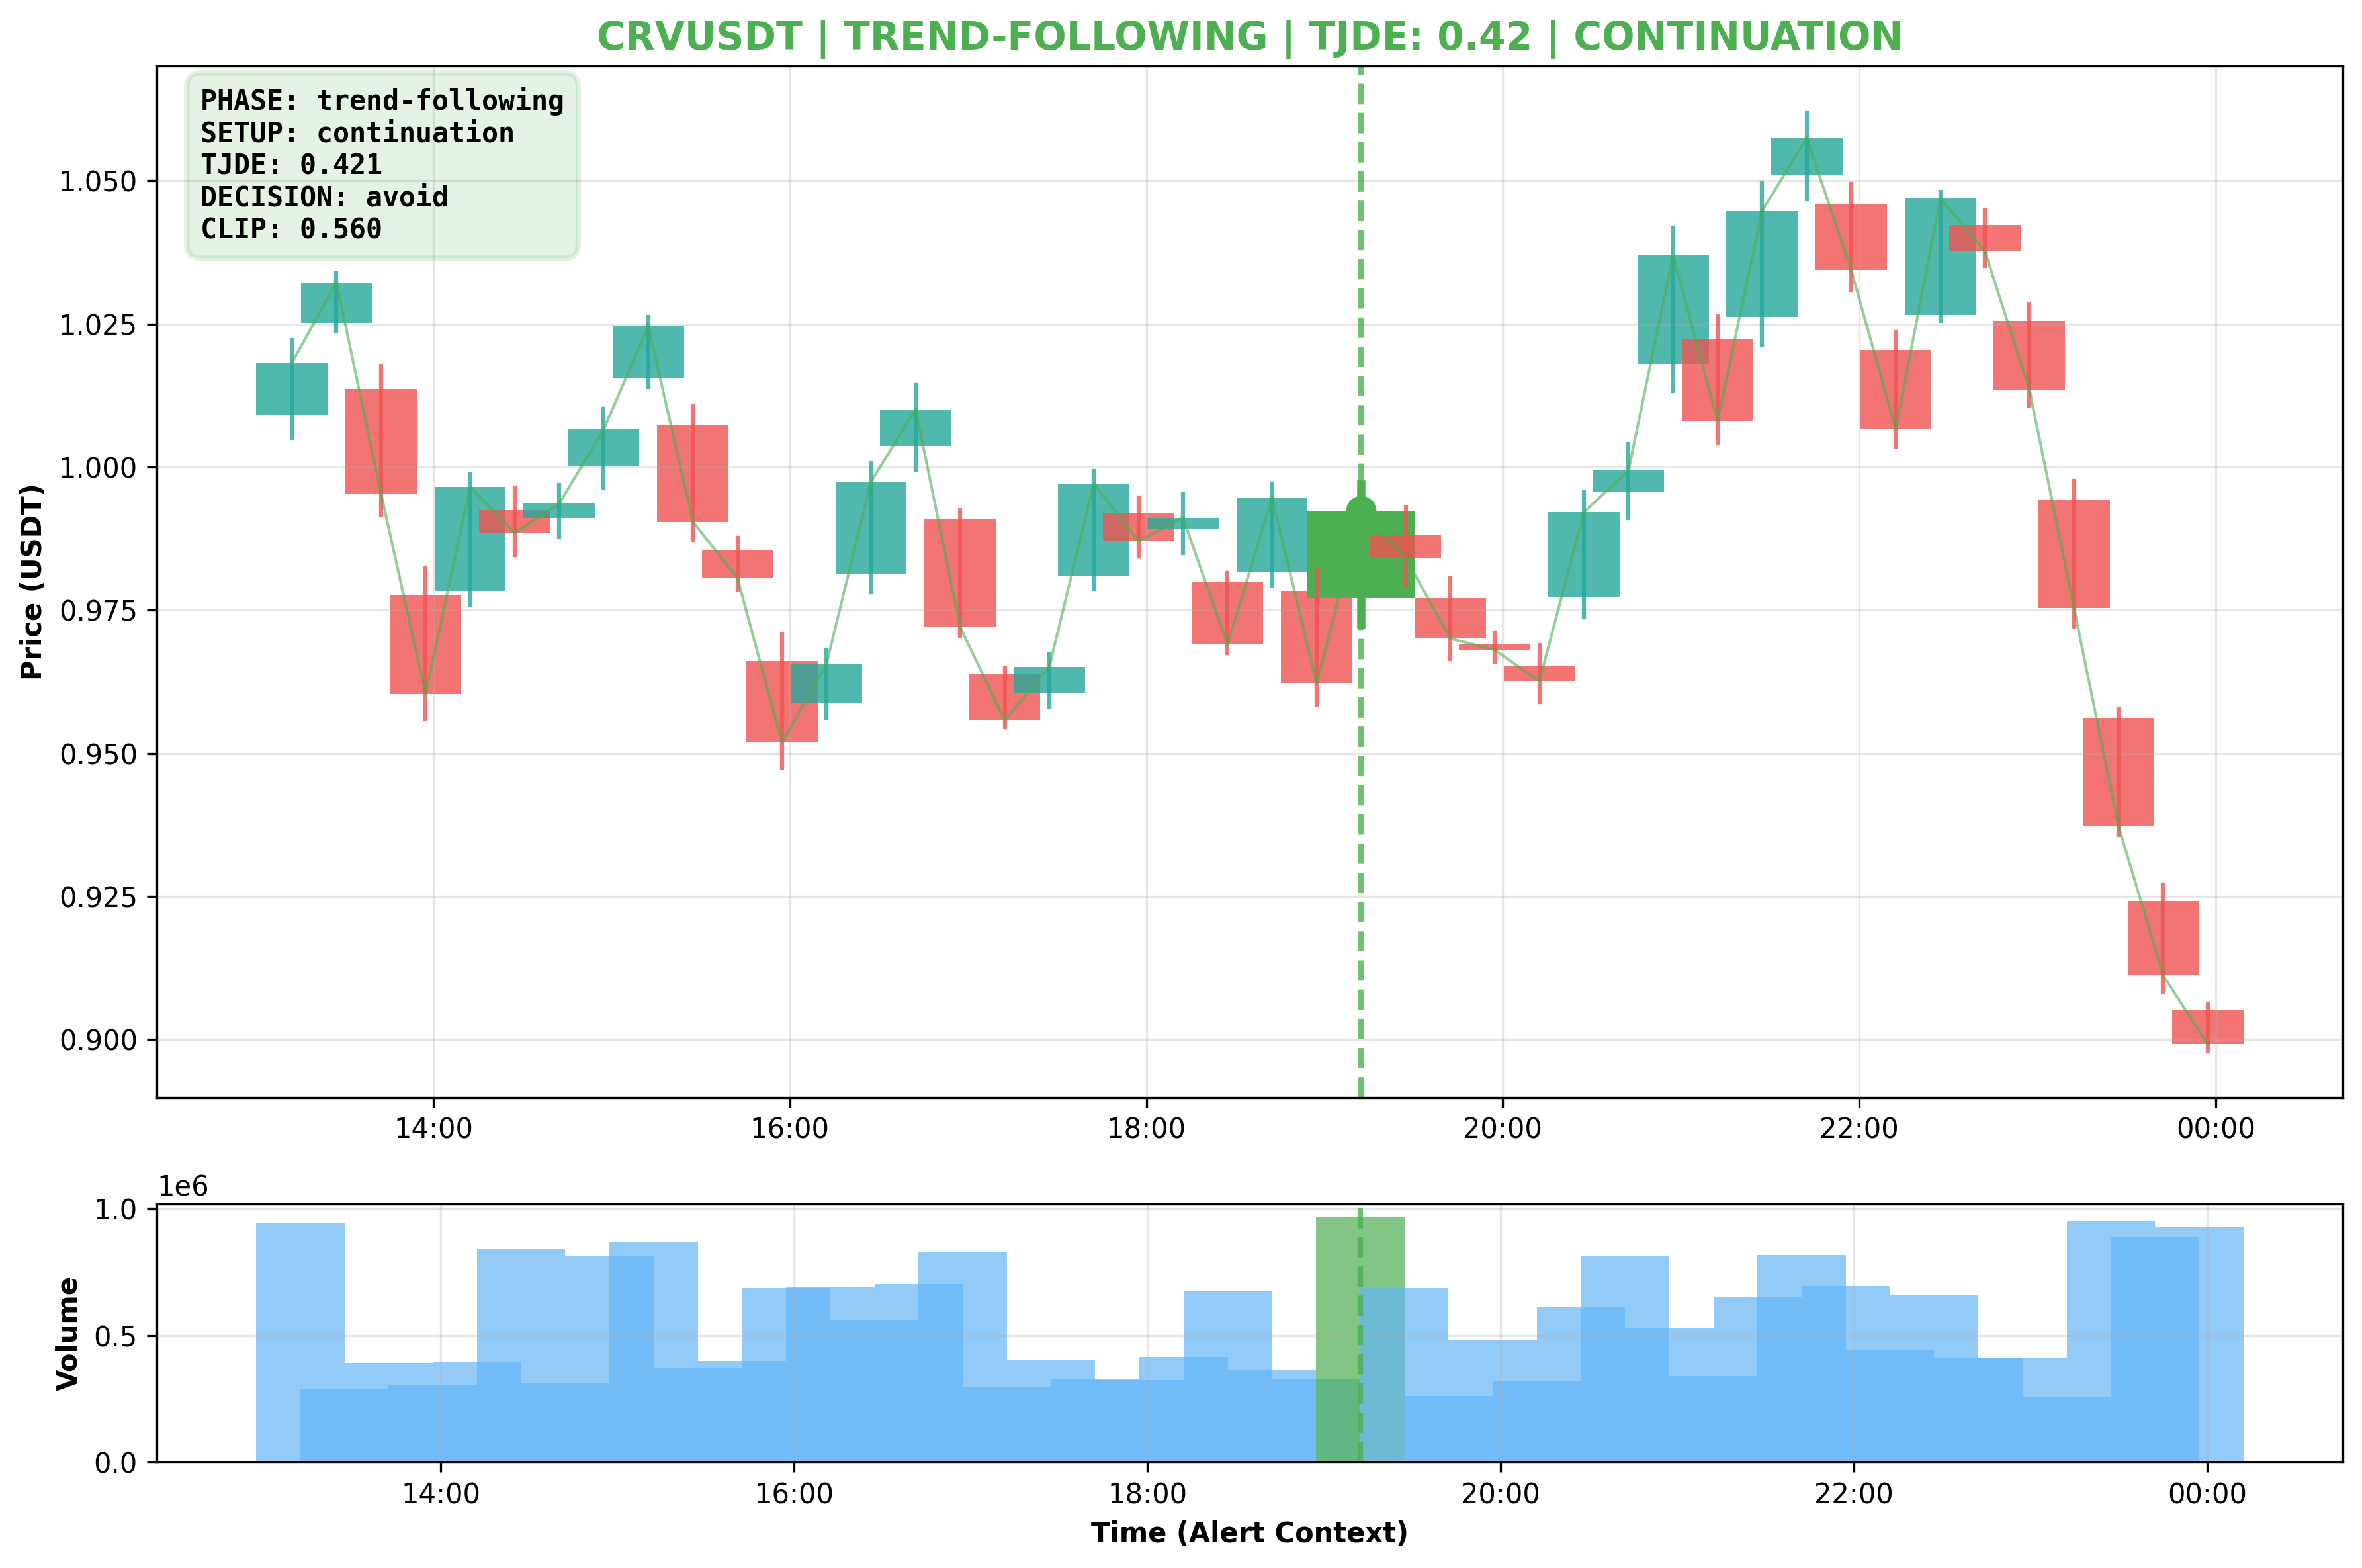 CRVUSDT | TREND-FOLLOWING | TJDE: 0.42 | CONTINUATION
PHASE: trend-following
SETUP: continuation
TJDE: 0.421
DECISION: avoid
CLIP: 0.560
Price (USDT)
1.050
1.025
1.000
0.975
0.950
0.925
0.900
14:00 16:00 18:00 20:00 22:00 00:00
1e6
Volume
1.0
0.5
0.0
14:00 16:00 18:00 20:00 22:00 00:00
Time (Alert Context)